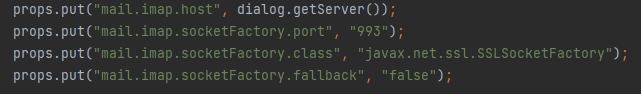 props.put("mail.imap.host", dialog.getServer());
props.put("mail.imap.socketFactory.port", "993");
props.put("mail.imap.socketFactory.class", "javax.net.ssl.SSLSocketFactory");
props.put("mail.imap.socketFactory.fallback", "false");